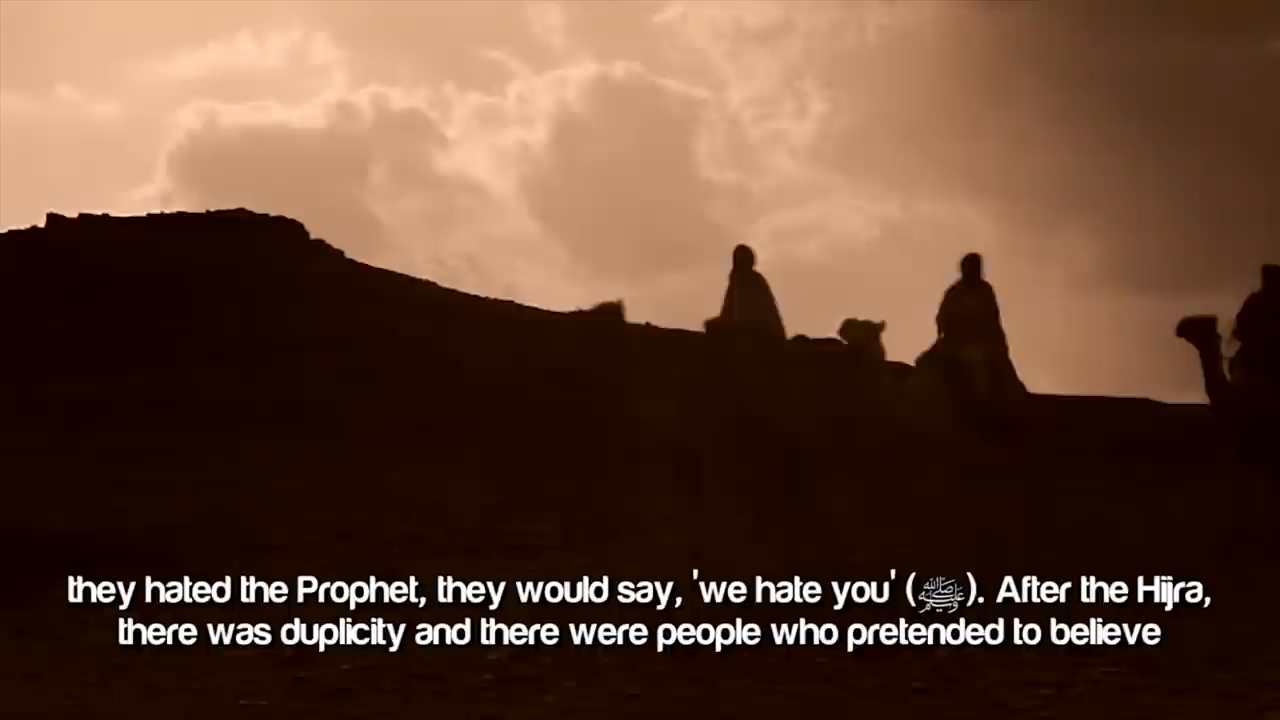 they hated the Prophet, they would say, 'we hate you' (ﷺ). After the Hijra,
there was duplicity and there were people who pretended to believe